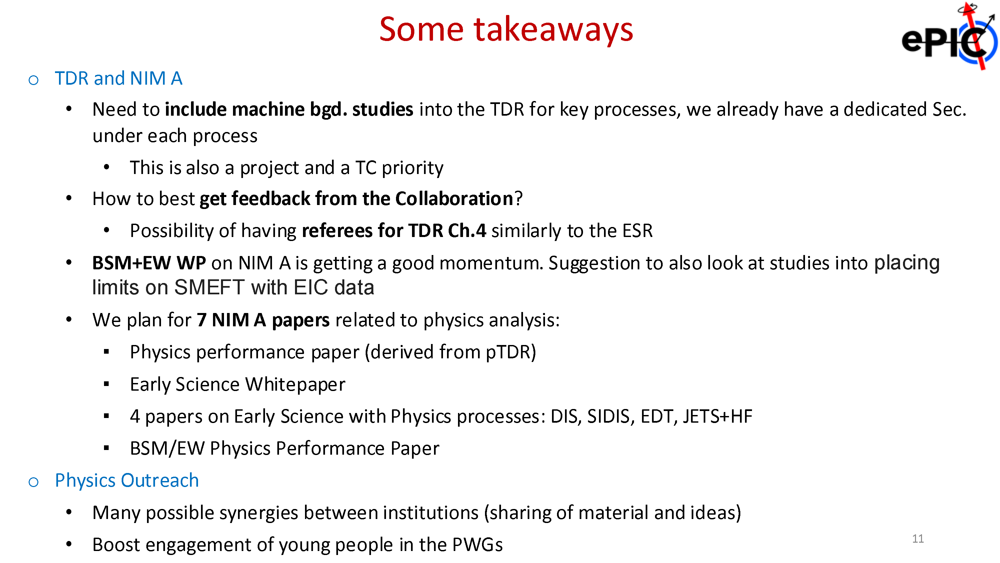 Some takeaways
ePIC
o TDR and NIM A
• Need to include machine bgd. studies into the TDR for key processes, we already have a dedicated Sec.
under each process
• This is also a project and a TC priority
• How to best get feedback from the Collaboration?
• Possibility of having referees for TDR Ch.4 similarly to the ESR
• BSM+EW WP on NIM A is getting a good momentum. Suggestion to also look at studies into placing
limits on SMEFT with EIC data
• We plan for 7 NIM A papers related to physics analysis:
▪ Physics performance paper (derived from pTDR)
▪ Early Science Whitepaper
▪ 4 papers on Early Science with Physics processes: DIS, SIDIS, EDT, JETS+HF
▪ BSM/EW Physics Performance Paper
o Physics Outreach
• Many possible synergies between institutions (sharing of material and ideas)
• Boost engagement of young people in the PWGs
11